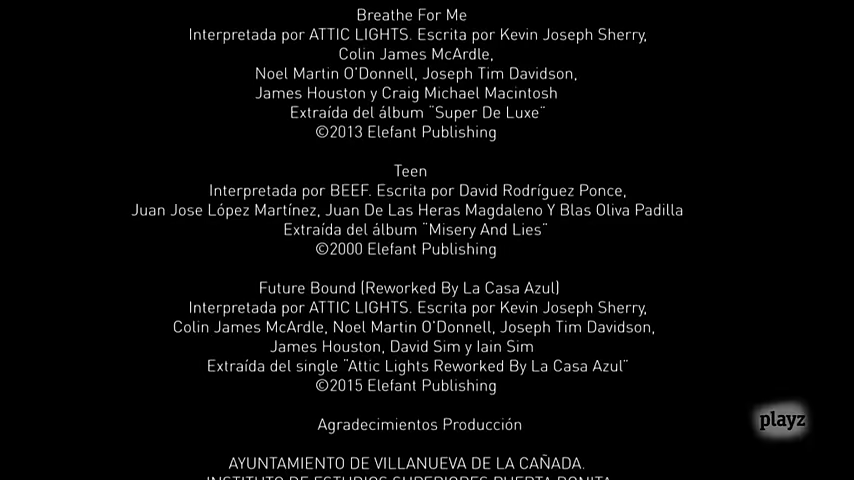 Breathe For Me
Interpretada por ATTIC LIGHTS. Escrita por Kevin Joseph Sherry,
Colin James McArdle,
Noel Martin O'Donnell, Joseph Tim Davidson,
James Houston y Craig Michael Macintosh
Extraída del álbum "Super De Luxe"
©2013 Elefant Publishing
Teen
Interpretada por BEEF. Escrita por David Rodríguez Ponce,
Juan Jose López Martínez, Juan De Las Heras Magdaleno Y Blas Oliva Padilla
Extraída del álbum "Misery And Lies"
©2000 Elefant Publishing
Future Bound (Reworked By La Casa Azul)
Interpretada por ATTIC LIGHTS. Escrita por Kevin Joseph Sherry,
Colin James McArdle, Noel Martin O'Donnell, Joseph Tim Davidson,
James Houston, David Sim y Iain Sim
Extraída del single "Attic Lights Reworked By La Casa Azul"
©2015 Elefant Publishing
Agradecimientos Producción
playz
AYUNTAMIENTO DE VILLANUEVA DE LA CAÑADA.
INSTITUTO DE ESTUDIOS SUPERIORES PUERTA BONITA